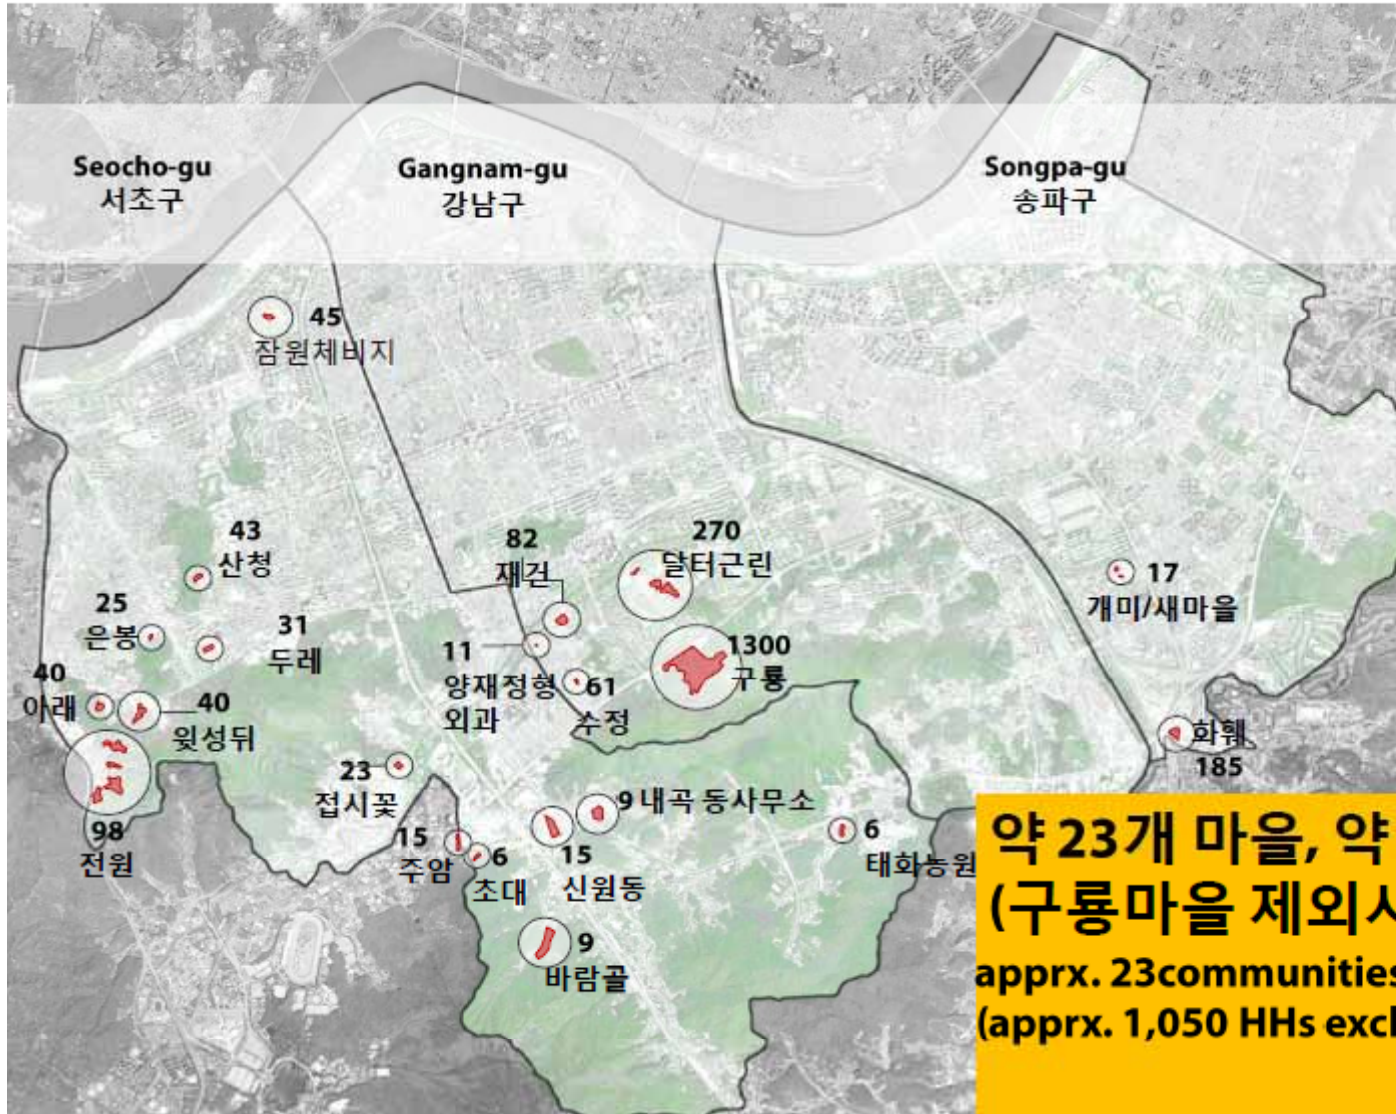 Seocho-gu
서초구
Gangnam-gu
강남구
Songpa-gu
송파구
45
잠원체비지
43
산청
82
재건
270
달터근린
17
개미/새마을
25
은봉
31
두레
11
양재정형
외과
61
수정
1300
구룡
40
아래
40
윗성뒤
화훼
185
23
접시꽃
98
전원
15
주암
6
초대
15
신원동
9 내곡 동사무소
6
태화농원
9
바람골
약 23개 마을, 약
(구룡마을 제외
apprx. 23communities
(apprx. 1,050 HHs excl